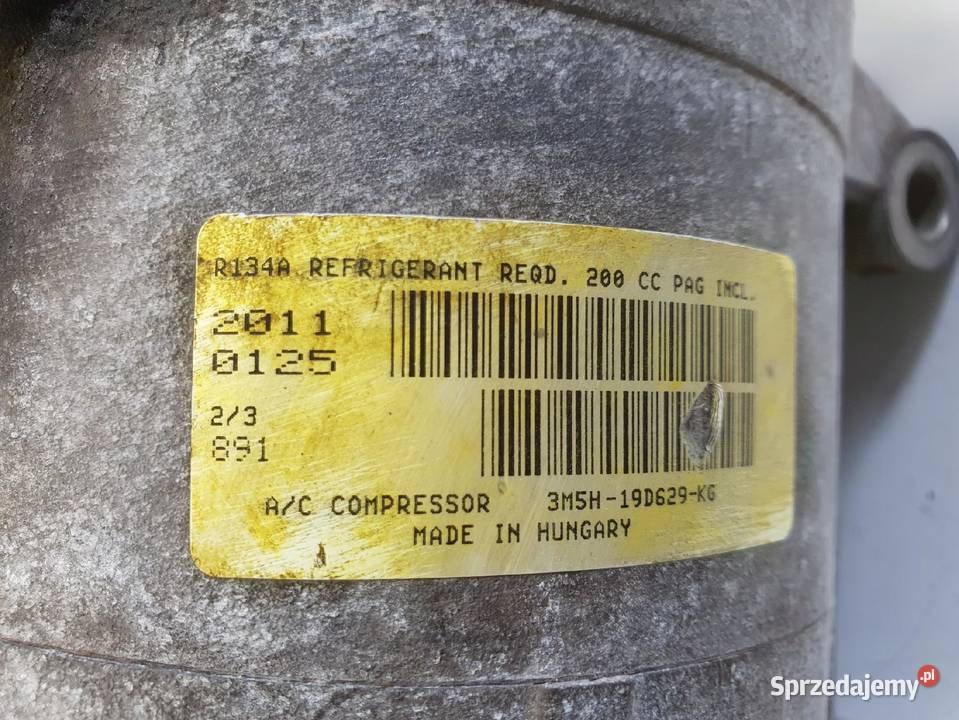 R134A REFRIGERANT REQD. 200 CC PAG INCL.
2011
0125
2/3
891
A/C COMPRESSOR 3M5H-19D629-KG
MADE IN HUNGARY
Sprzedajemy.pl